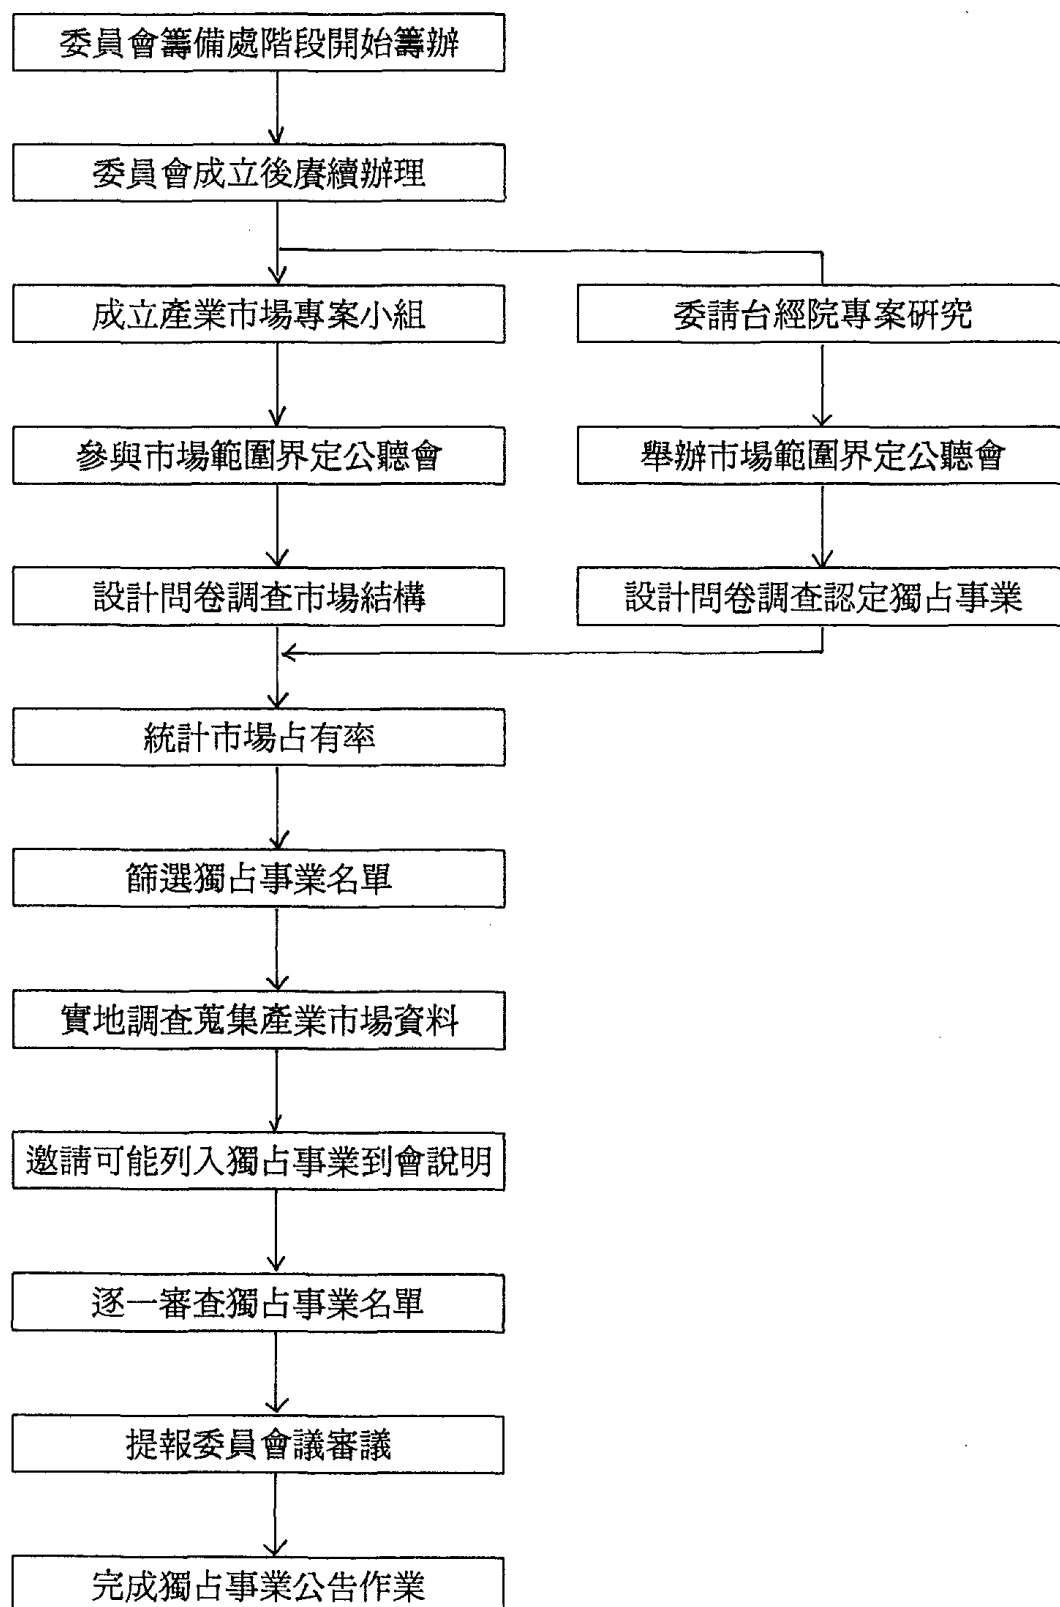 委員會籌備處階段開始籌辦
委員會成立後賡續辦理
成立產業市場專案小組
委請台經院專案研究
參與市場範圍界定公聽會
舉辦市場範圍界定公聽會
設計問卷調查市場結構
設計問卷調查認定獨占事業
統計市場占有率
篩選獨占事業名單
實地調查蒐集產業市場資料
邀請可能列入獨占事業到會說明
逐一審查獨占事業名單
提報委員會議審議
完成獨占事業公告作業